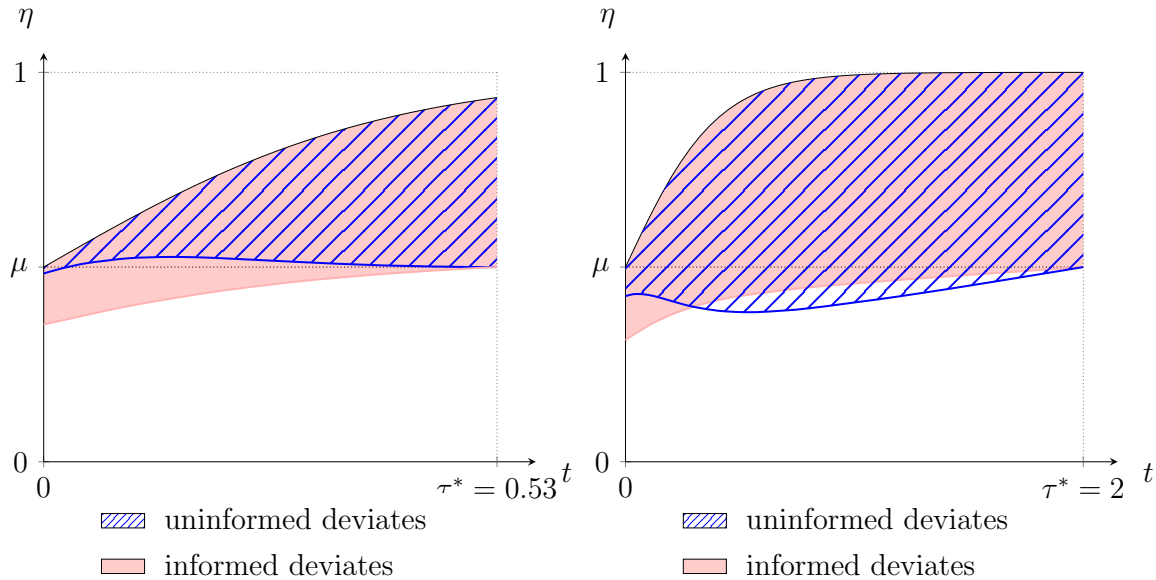 η
1
μ
0
0
τ* = 0.53
t
uninformed deviates
informed deviates
η
1
μ
0
0
τ* = 2
t
uninformed deviates
informed deviates